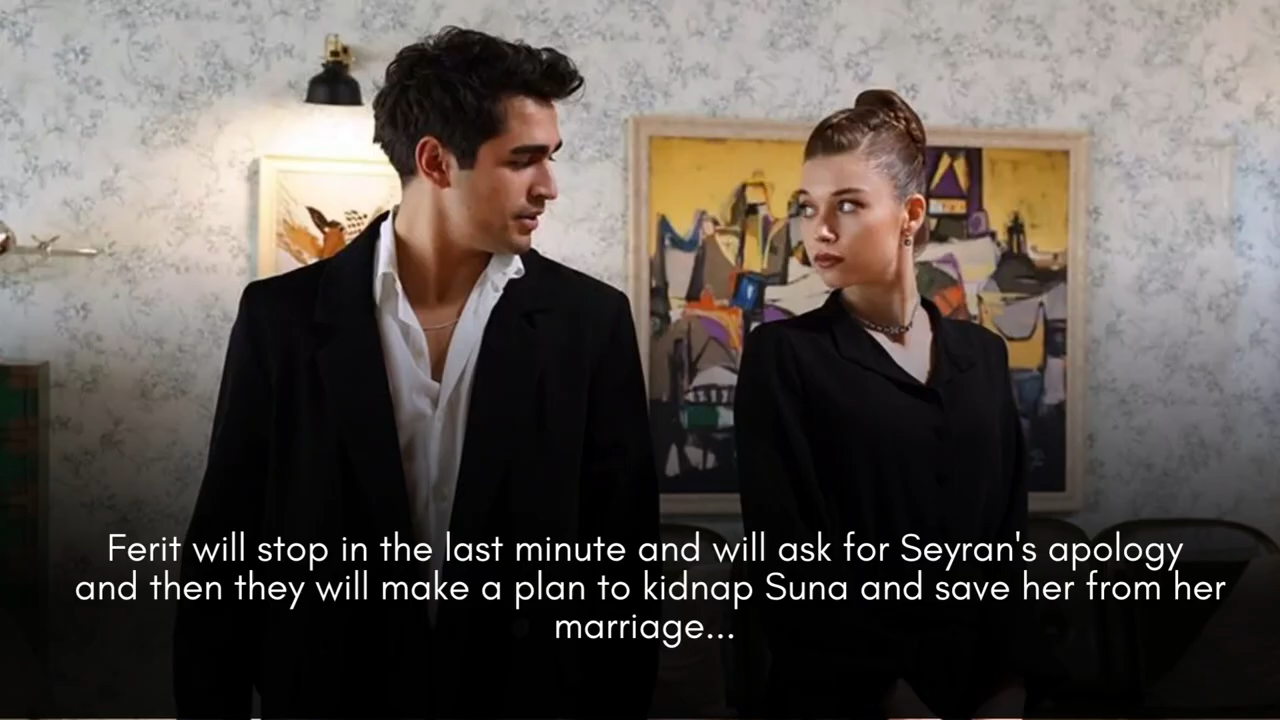 Ferit will stop in the last minute and will ask for Seyran's apology
and then they will make a plan to kidnap Suna and save her from her
marriage...